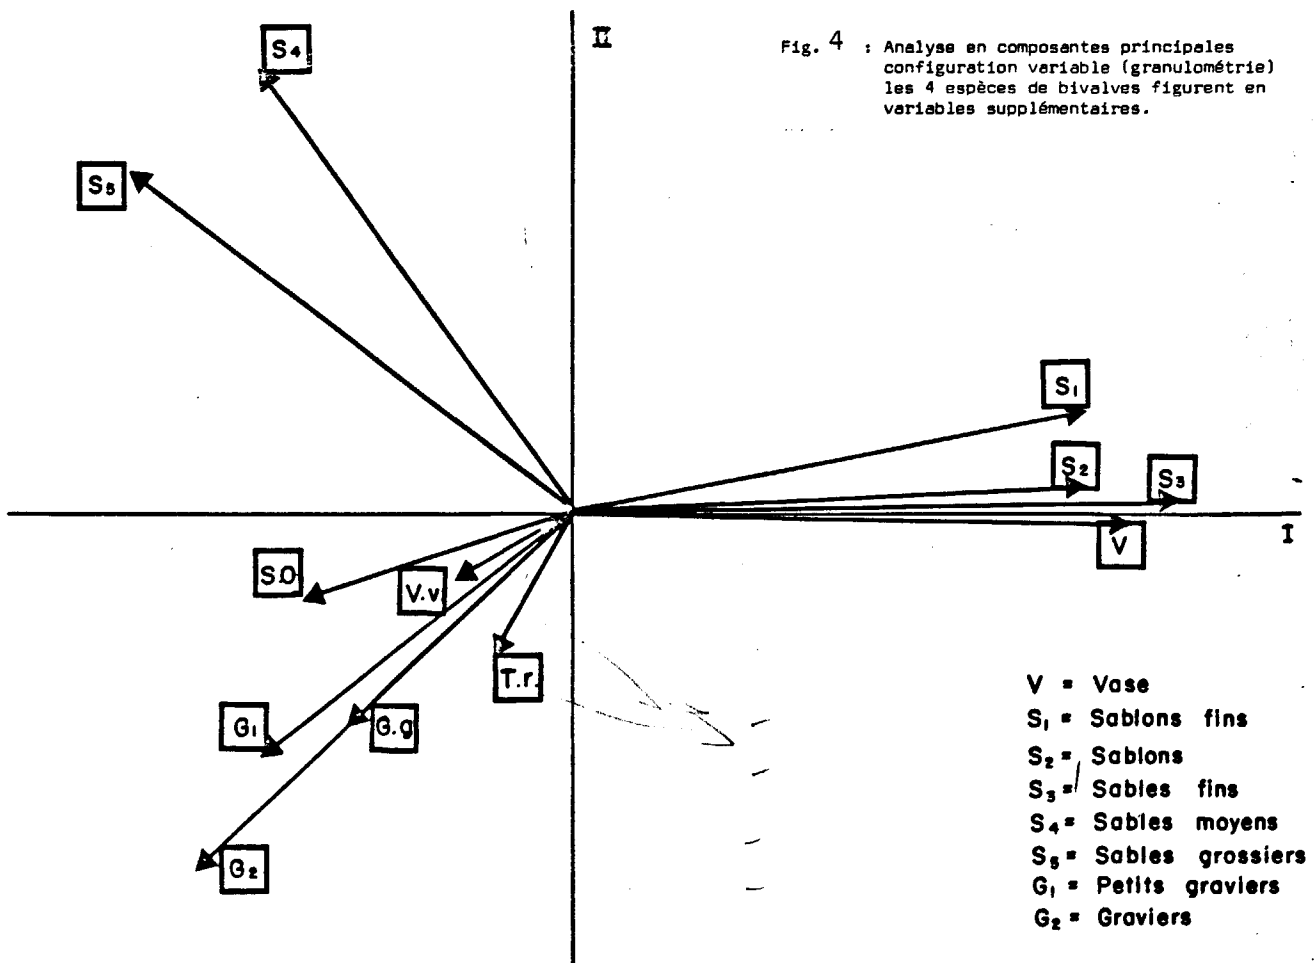 II
Fig. 4 : Analyse en composantes principales
configuration variable (granulométrie)
les 4 espèces de bivalves figurent en
variables supplémentaires.
S4
S5
S1
S2
S3
V
I
S.O
V.v
T.r.
G1
G.g
G2
V = Vase
S1 = Sablons fins
S2 = Sablons
S3 = Sables fins
S4 = Sables moyens
S5 = Sables grossiers
G1 = Petits graviers
G2 = Graviers